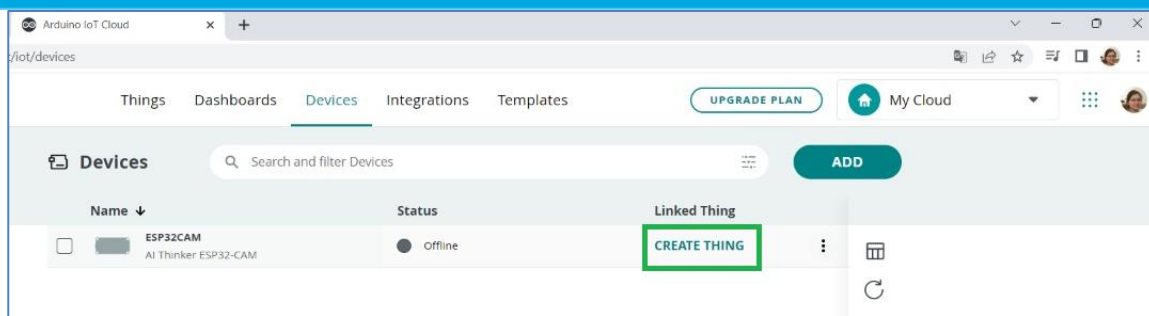 Arduino IoT Cloud
/iot/devices
Things Dashboards Devices Integrations Templates UPGRADE PLAN My Cloud
Devices Search and filter Devices ADD
Name Status Linked Thing
ESP32CAM
AI Thinker ESP32-CAM
Offline
CREATE THING